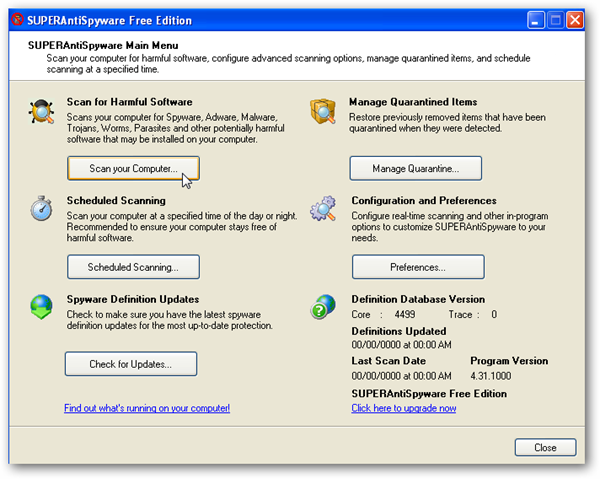 SUPERAntiSpyware Free Edition
SUPERAntiSpyware Main Menu
Scan your computer for harmful software, configure advanced scanning options, manage quarantined items, and schedule
scanning at a specified time.
Scan for Harmful Software
Scans your computer for Spyware, Adware, Malware,
Trojans, Worms, Parasites and other potentially harmful
software that may be installed on your computer.
Scan your Computer...
Manage Quarantined Items
Restore previously removed items that have been
quarantined when they were detected.
Manage Quarantine...
Scheduled Scanning
Scan your computer at a specified time of the day or night.
Recommended to ensure your computer stays free of
harmful software.
Scheduled Scanning...
Configuration and Preferences
Configure real-time scanning and other in-program
options to customize SUPERAntiSpyware to your
needs.
Preferences...
Spyware Definition Updates
Check to make sure you have the latest spyware
definition updates for the most up-to-date protection.
Check for Updates...
Find out what's running on your computer!
Definition Database Version
Core : 4499 Trace : 0
Definitions Updated
00/00/0000 at 00:00 AM
Last Scan Date Program Version
00/00/0000 at 00:00 AM 4.31.1000
SUPERAntiSpyware Free Edition
Click here to upgrade now
Close